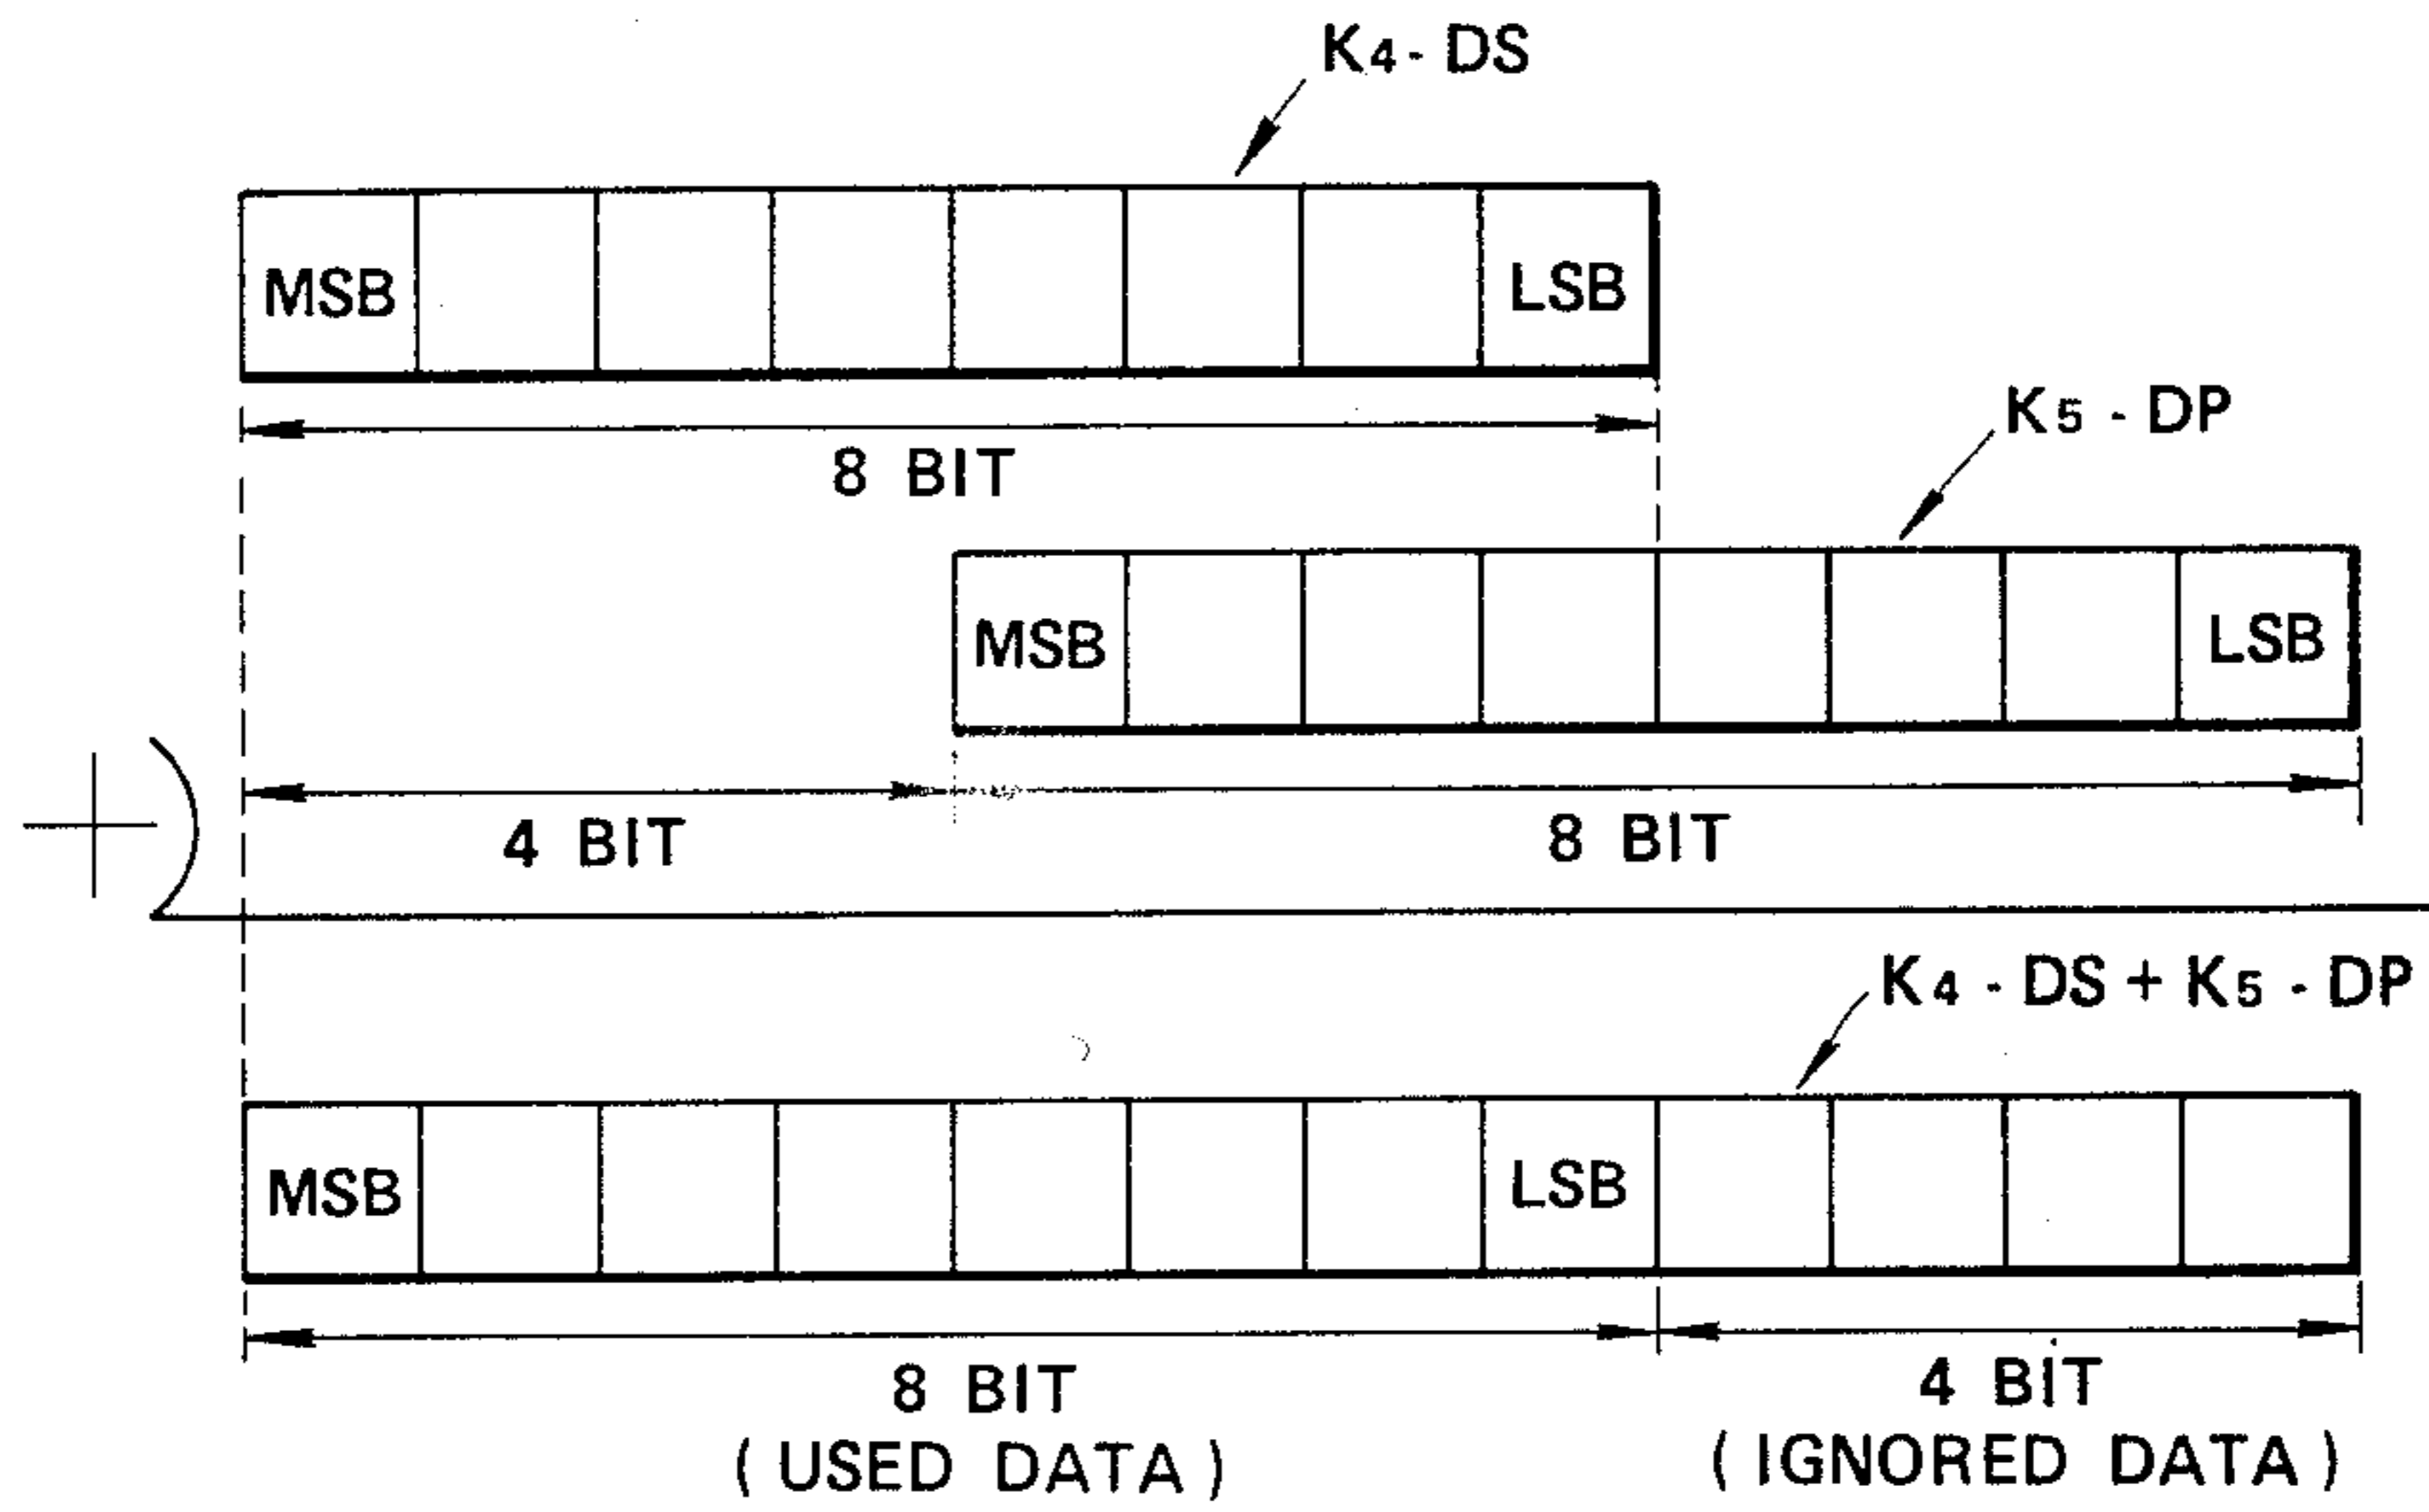 K4 - DS
MSB LSB
8 BIT
K5 - DP
MSB LSB
4 BIT 8 BIT
+
K4 - DS + K5 - DP
MSB LSB
8 BIT 4 BIT
( USED DATA ) ( IGNORED DATA )